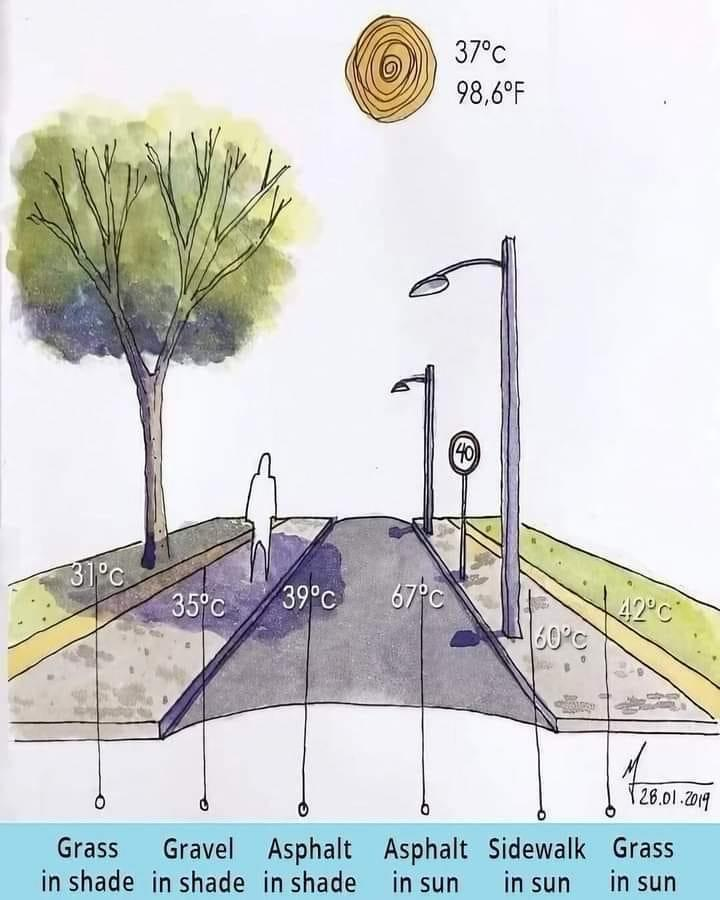 37°c
98,6°F
40
31°c
35°c
39°c
67°c
60°c
42°c
28.01.2019
Grass in shade
Gravel in shade
Asphalt in shade
Asphalt in sun
Sidewalk in sun
Grass in sun